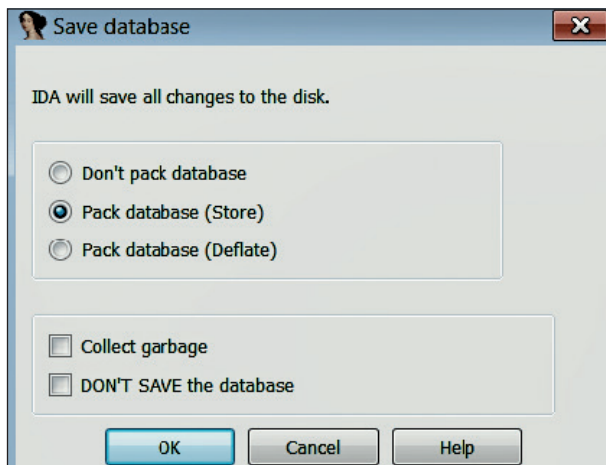 Save database
IDA will save all changes to the disk.
Don't pack database
Pack database (Store)
Pack database (Deflate)
Collect garbage
DON'T SAVE the database
OK Cancel Help